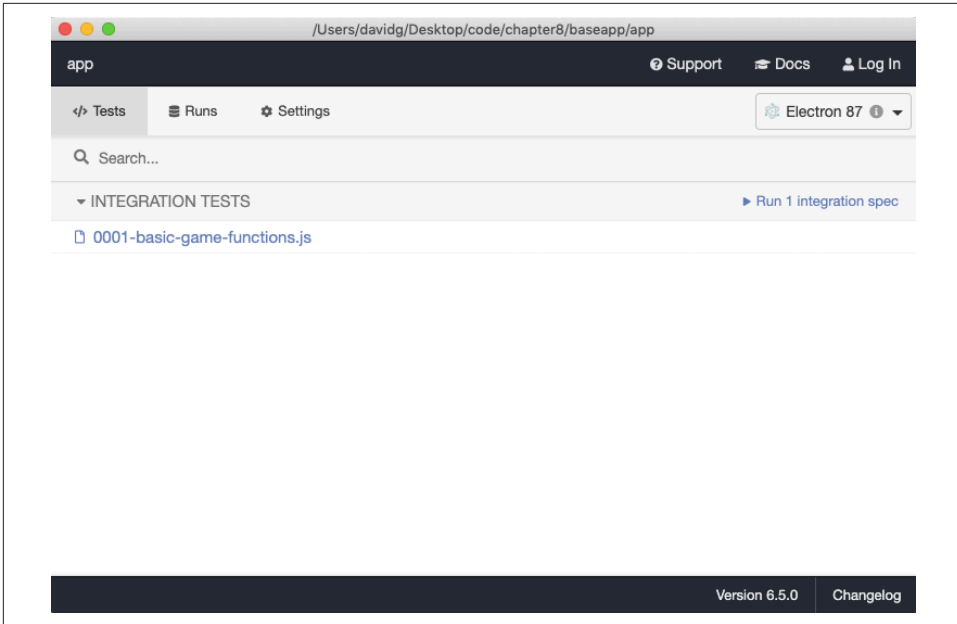 /Users/davidg/Desktop/code/chapter8/baseapp/app
app Support Docs Log In
Tests Runs Settings Electron 87
Search...
INTEGRATION TESTS Run 1 integration spec
0001-basic-game-functions.js
Version 6.5.0 Changelog